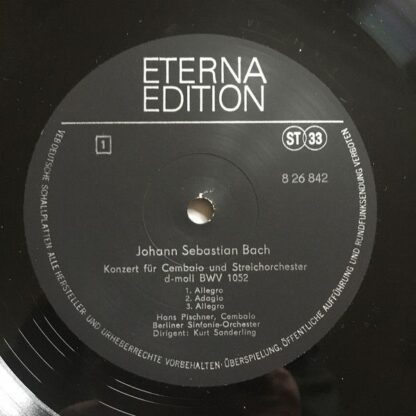 ETERNA
EDITION
1
ST 33
8 26 842
Johann Sebastian Bach
Konzert für Cembalo und Streichorchester
d-moll BWV 1052
1. Allegro
2. Adagio
3. Allegro
Hans Pischner, Cembalo
Berliner Sinfonie-Orchester
Dirigent: Kurt Sanderling
VEB DEUTSCHE SCHALLPLATTEN · ALLE HERSTELLER- UND URHEBERRECHTE VORBEHALTEN · ÜBERSPIELUNG, ÖFFENTLICHE AUFFÜHRUNG UND RUNDFUNKSENDUNG VERBOTEN